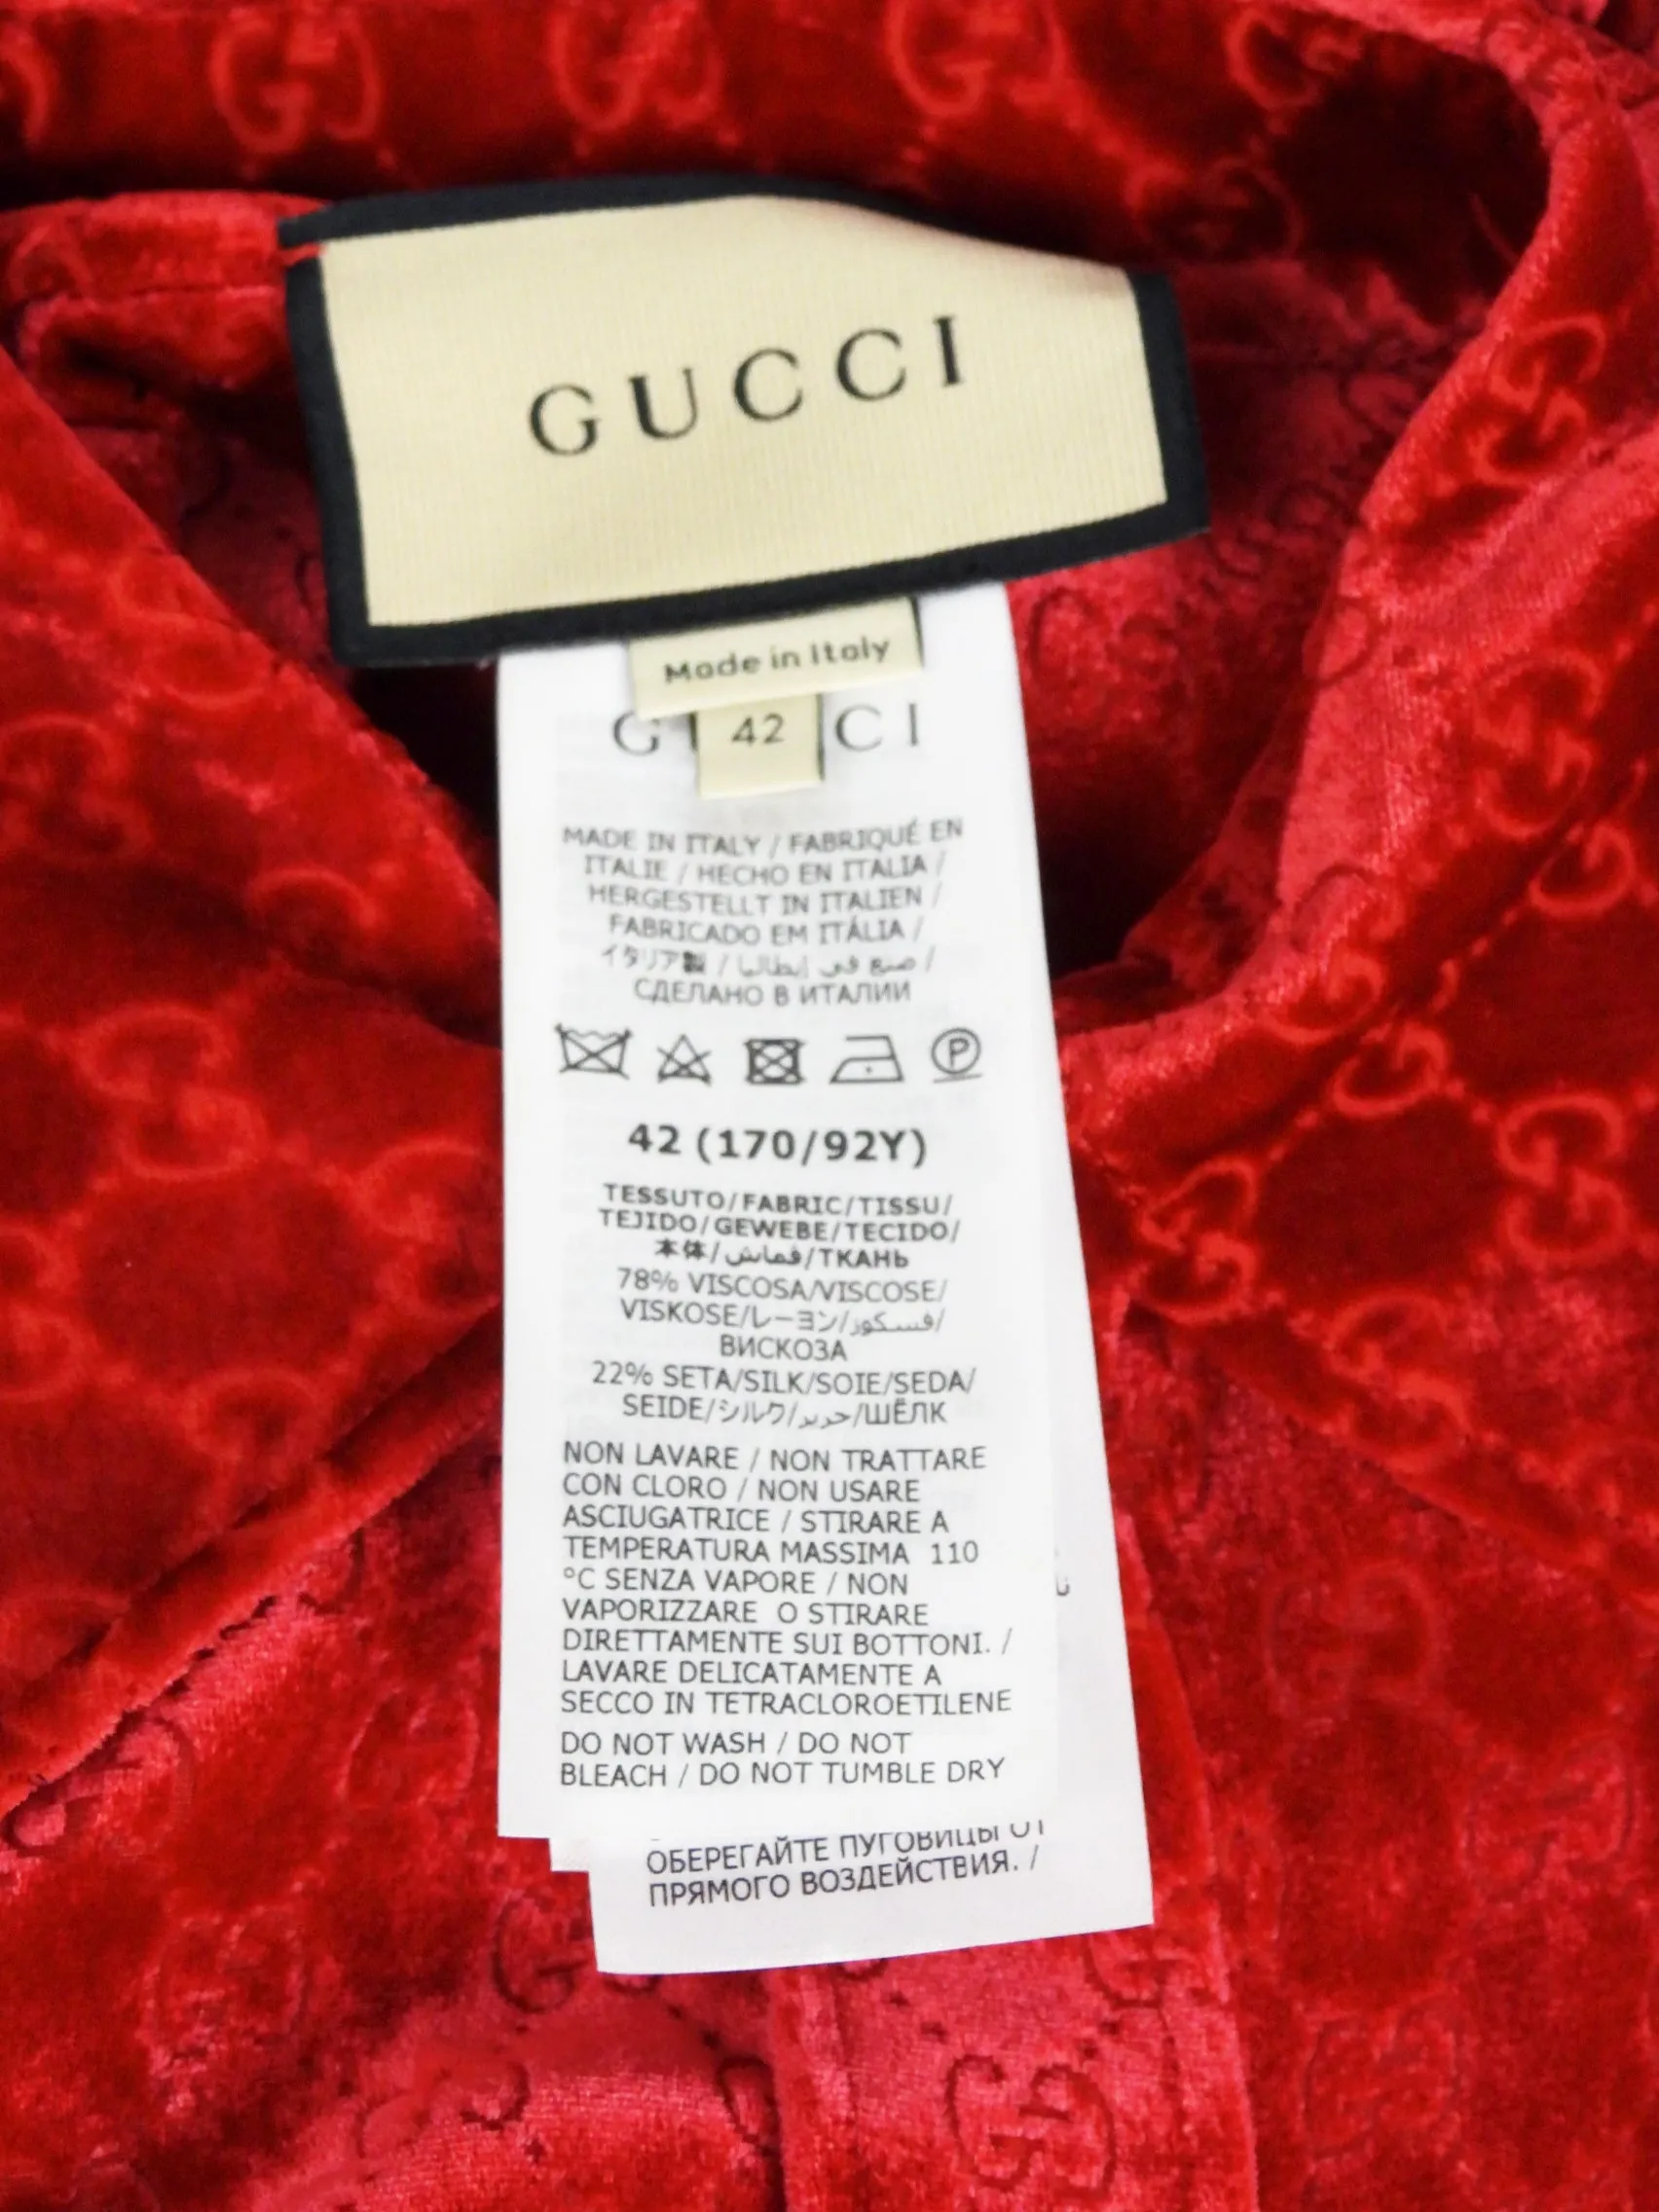 GUCCI
Made in Italy
42
G CI
MADE IN ITALY / FABRIQUÉ EN
ITALIE / HECHO EN ITALIA /
HERGESTELLT IN ITALIEN /
FABRICADO EM ITÁLIA /
イタリア製 / صنع في إيطاليا /
СДЕЛАНО В ИТАЛИИ
P
42 (170/92Y)
TESSUTO/FABRIC/TISSU/
TEJIDO/GEWEBE/TECIDO/
本体/قماش/ТКАНЬ
78% VISCOSA/VISCOSE/
VISKOSE/レーヨン/فسكوز/
ВИСКОЗА
22% SETA/SILK/SOIE/SEDA/
SEIDE/シルク/حرير/ШЁЛК
NON LAVARE / NON TRATTARE
CON CLORO / NON USARE
ASCIUGATRICE / STIRARE A
TEMPERATURA MASSIMA 110
°C SENZA VAPORE / NON
VAPORIZZARE O STIRARE
DIRETTAMENTE SUI BOTTONI. /
LAVARE DELICATAMENTE A
SECCO IN TETRACLOROETILENE
DO NOT WASH / DO NOT
BLEACH / DO NOT TUMBLE DRY
ОБЕРЕГАЙТЕ ПУГОВИЦЫ ОТ
ПРЯМОГО ВОЗДЕЙСТВИЯ. /